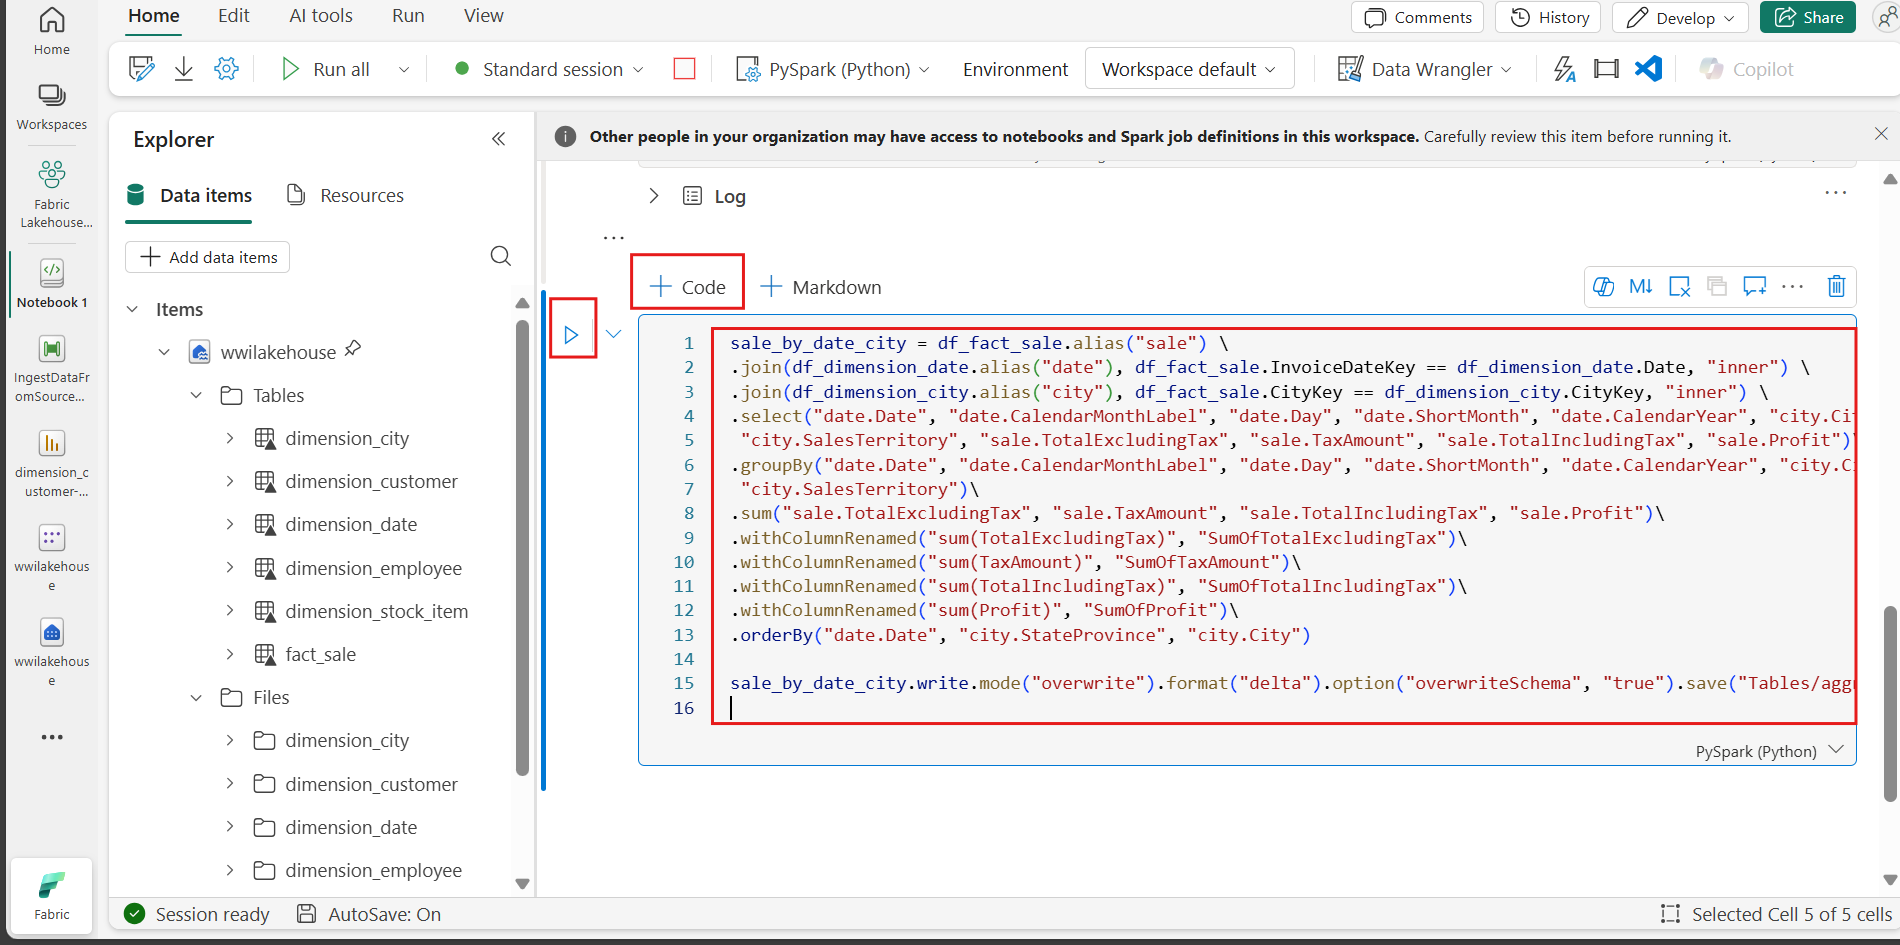 Home
Edit
AI tools
Run
View
Comments
History
Develop
Share
Run all
Standard session
PySpark (Python)
Environment
Workspace default
Data Wrangler
Copilot
Home
Workspaces
Fabric
Lakehouse...
Notebook 1
IngestDataFr
omSource...
dimension_c
ustomer-...
wwilakehous
e
wwilakehous
e
Fabric
Explorer
Data items
Resources
Add data items
Items
wwilakehouse
Tables
dimension_city
dimension_customer
dimension_date
dimension_employee
dimension_stock_item
fact_sale
Files
dimension_city
dimension_customer
dimension_date
dimension_employee
Other people in your organization may have access to notebooks and Spark job definitions in this workspace. Carefully review this item before running it.
Log
Code
Markdown
M↓
1 sale_by_date_city = df_fact_sale.alias("sale") \
2 .join(df_dimension_date.alias("date"), df_fact_sale.InvoiceDateKey == df_dimension_date.Date, "inner") \
3 .join(df_dimension_city.alias("city"), df_fact_sale.CityKey == df_dimension_city.CityKey, "inner") \
4 .select("date.Date", "date.CalendarMonthLabel", "date.Day", "date.ShortMonth", "date.CalendarYear", "city.Cit
5 "city.SalesTerritory", "sale.TotalExcludingTax", "sale.TaxAmount", "sale.TotalIncludingTax", "sale.Profit")\
6 .groupBy("date.Date", "date.CalendarMonthLabel", "date.Day", "date.ShortMonth", "date.CalendarYear", "city.Ci
7 "city.SalesTerritory")\
8 .sum("sale.TotalExcludingTax", "sale.TaxAmount", "sale.TotalIncludingTax", "sale.Profit")\
9 .withColumnRenamed("sum(TotalExcludingTax)", "SumOfTotalExcludingTax")\
10 .withColumnRenamed("sum(TaxAmount)", "SumOfTaxAmount")\
11 .withColumnRenamed("sum(TotalIncludingTax)", "SumOfTotalIncludingTax")\
12 .withColumnRenamed("sum(Profit)", "SumOfProfit")\
13 .orderBy("date.Date", "city.StateProvince", "city.City")
14
15 sale_by_date_city.write.mode("overwrite").format("delta").option("overwriteSchema", "true").save("Tables/aggr
16
PySpark (Python)
Session ready
AutoSave: On
Selected Cell 5 of 5 cells